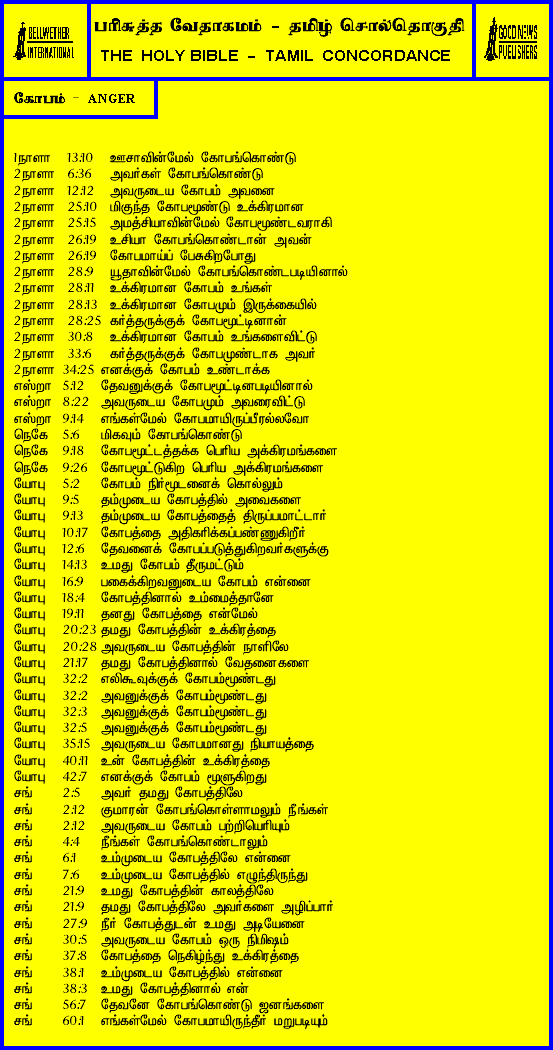 BELLWETHER
INTERNATIONAL
பரிசுத்த வேதாகமம் - தமிழ் சொல்தொகுதி
THE HOLY BIBLE - TAMIL CONCORDANCE
GOOD NEWS
PUBLISHERS
கோபம் - ANGER
1நாளா 13:10 ஊசாவின்மேல் கோபங்கொண்டு
2நாளா 6:36 அவர்கள் கோபங்கொண்டு
2நாளா 12:12 அவருடைய கோபம் அவனை
2நாளா 25:10 மிகுந்த கோபமூண்டு உக்கிரமான
2நாளா 25:15 அமத்சியாவின்மேல் கோபமூண்டவராகி
2நாளா 26:19 உசியா கோபங்கொண்டான் அவன்
2நாளா 26:19 கோபமாய்ப் பேசுகிறபோது
2நாளா 28:9 யூதாவின்மேல் கோபங்கொண்டபடியினால்
2நாளா 28:11 உக்கிரமான கோபம் உங்கள்
2நாளா 28:13 உக்கிரமான கோபமும் இருக்கையில்
2நாளா 28:25 கர்த்தருக்குக் கோபமூட்டினான்
2நாளா 30:8 உக்கிரமான கோபம் உங்களைவிட்டு
2நாளா 33:6 கர்த்தருக்குக் கோபமுண்டாக அவர்
2நாளா 34:25 எனக்குக் கோபம் உண்டாக்க
எஸ்றா 5:12 தேவனுக்குக் கோபமூட்டினபடியினால்
எஸ்றா 8:22 அவருடைய கோபமும் அவரைவிட்டு
எஸ்றா 9:14 எங்கள்மேல் கோபமாயிருப்பீரல்லவோ
நெகே 5:6 மிகவும் கோபங்கொண்டு
நெகே 9:18 கோபமூட்டத்தக்க பெரிய அக்கிரமங்களை
நெகே 9:26 கோபமூட்டுகிற பெரிய அக்கிரமங்களை
யோபு 5:2 கோபம் நிர்மூடனைக் கொல்லும்
யோபு 9:5 தம்முடைய கோபத்தில் அவைகளை
யோபு 9:13 தம்முடைய கோபத்தைத் திருப்பமாட்டார்
யோபு 10:17 கோபத்தை அதிகரிக்கப்பண்ணுகிறீர்
யோபு 12:6 தேவனைக் கோபப்படுத்துகிறவர்களுக்கு
யோபு 14:13 உமது கோபம் தீருமட்டும்
யோபு 16:9 பகைக்கிறவனுடைய கோபம் என்னை
யோபு 18:4 கோபத்தினால் உம்மைத்தானே
யோபு 19:11 தனது கோபத்தை என்மேல்
யோபு 20:23 தமது கோபத்தின் உக்கிரத்தை
யோபு 20:28 அவருடைய கோபத்தின் நாளிலே
யோபு 21:17 தமது கோபத்தினால் வேதனைகளை
யோபு 32:2 எலிகூவுக்குக் கோபம்மூண்டது
யோபு 32:2 அவனுக்குக் கோபம்மூண்டது
யோபு 32:3 அவனுக்குக் கோபம்மூண்டது
யோபு 32:5 அவனுக்குக் கோபம்மூண்டது
யோபு 35:15 அவருடைய கோபமானது நியாயத்தை
யோபு 40:11 உன் கோபத்தின் உக்கிரத்தை
யோபு 42:7 எனக்குக் கோபம் மூளுகிறது
சங் 2:5 அவர் தமது கோபத்திலே
சங் 2:12 குமாரன் கோபங்கொள்ளாமலும் நீங்கள்
சங் 2:12 அவருடைய கோபம் பற்றியெரியும்
சங் 4:4 நீங்கள் கோபங்கொண்டாலும்
சங் 6:1 உம்முடைய கோபத்திலே என்னை
சங் 7:6 உம்முடைய கோபத்தில் எழுந்திருந்து
சங் 21:9 உமது கோபத்தின் காலத்திலே
சங் 21:9 தமது கோபத்திலே அவர்களை அழிப்பார்
சங் 27:9 நீர் கோபத்துடன் உமது அடியேனை
சங் 30:5 அவருடைய கோபம் ஒரு நிமிஷம்
சங் 37:8 கோபத்தை நெகிழ்ந்து உக்கிரத்தை
சங் 38:1 உம்முடைய கோபத்தில் என்னை
சங் 38:3 உமது கோபத்தினால் என்
சங் 56:7 தேவனே கோபங்கொண்டு ஜனங்களை
சங் 60:1 எங்கள்மேல் கோபமாயிருந்தீர் மறுபடியும்